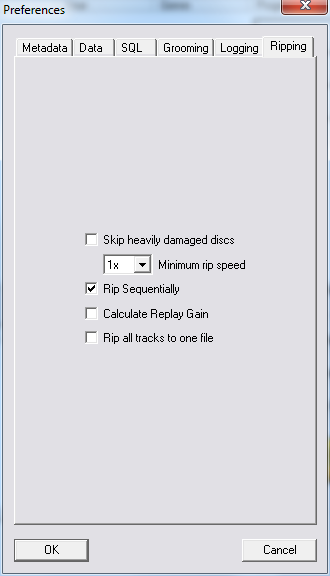 Preferences
Metadata Data SQL Grooming Logging Ripping
Skip heavily damaged discs
1x Minimum rip speed
Rip Sequentially
Calculate Replay Gain
Rip all tracks to one file
OK Cancel